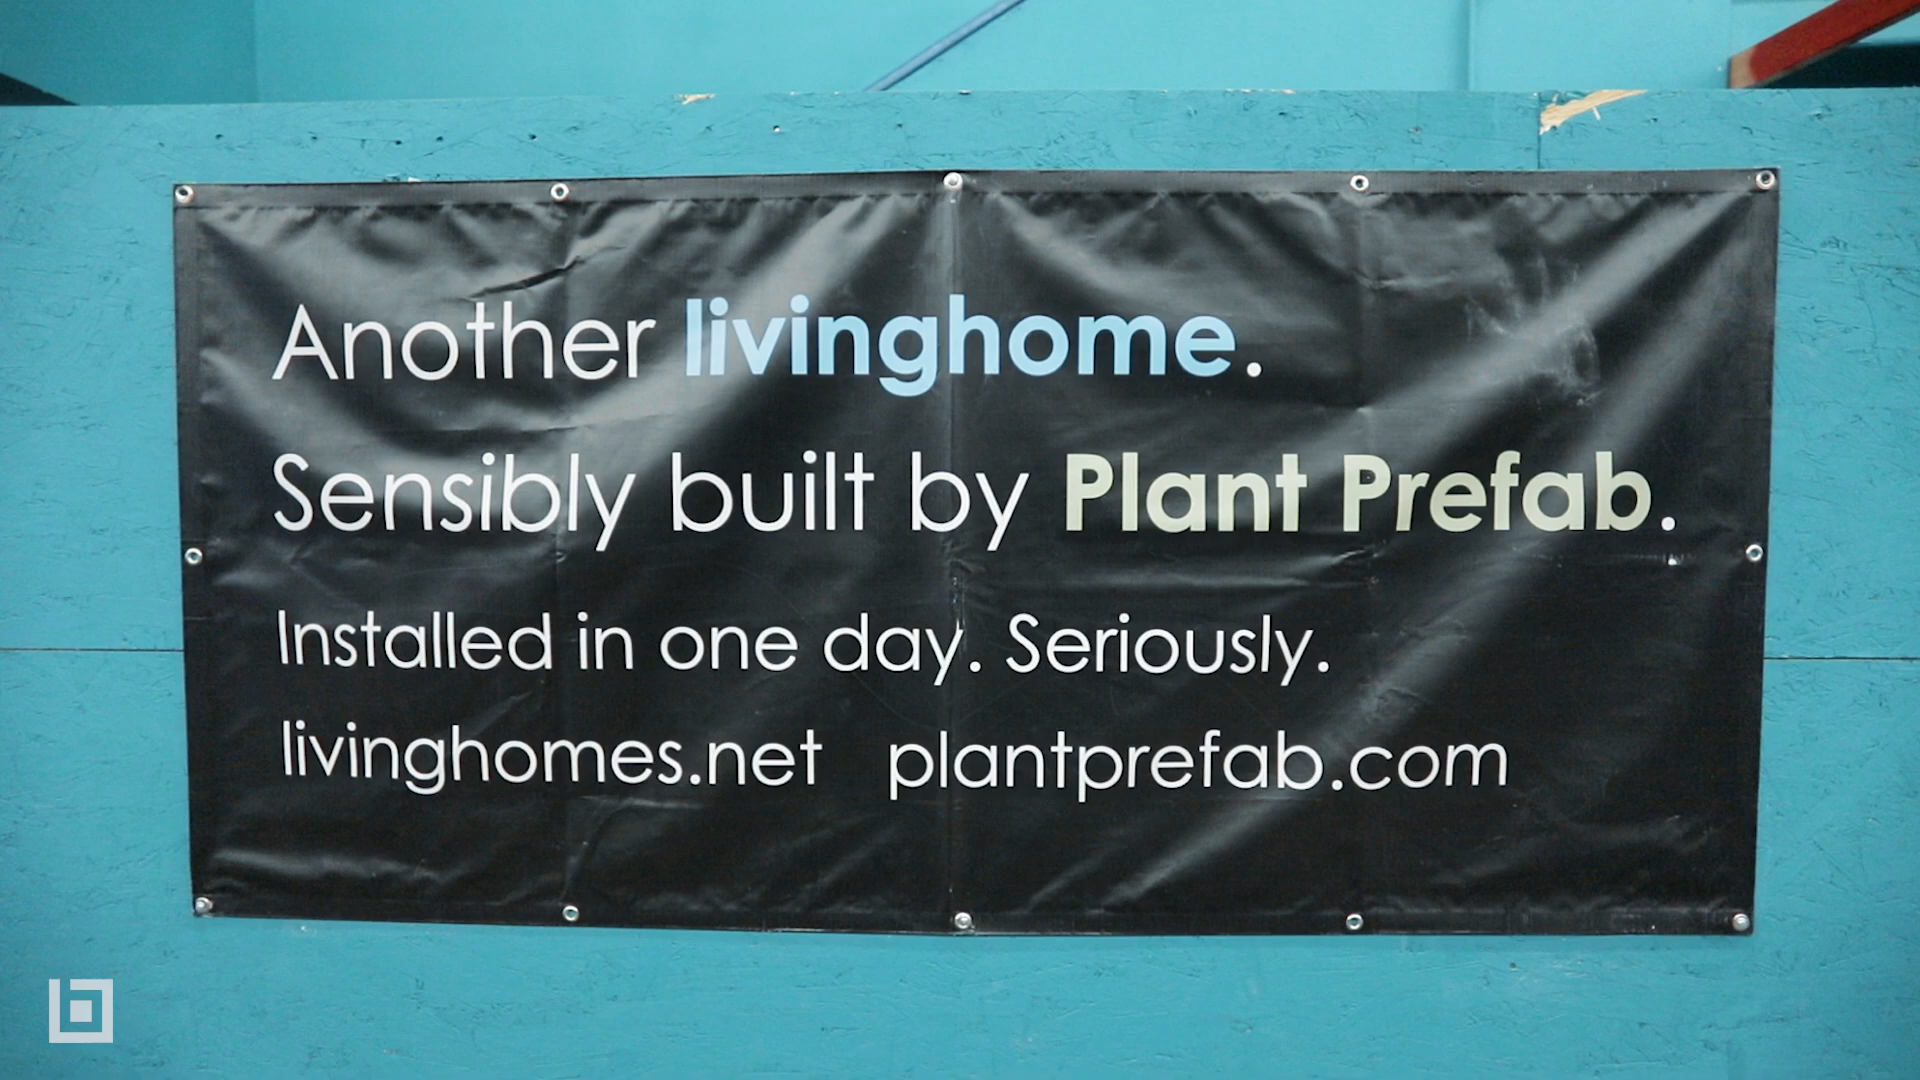 Another livinghome.
Sensibly built by Plant Prefab.
Installed in one day. Seriously.
livinghomes.net plantprefab.com